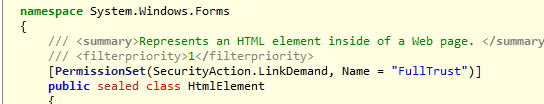 namespace System.Windows.Forms
{
/// <summary>Represents an HTML element inside of a Web page. </summary
/// <filterpriority>1</filterpriority>
[PermissionSet(SecurityAction.LinkDemand, Name = "FullTrust")]
public sealed class HtmlElement
{